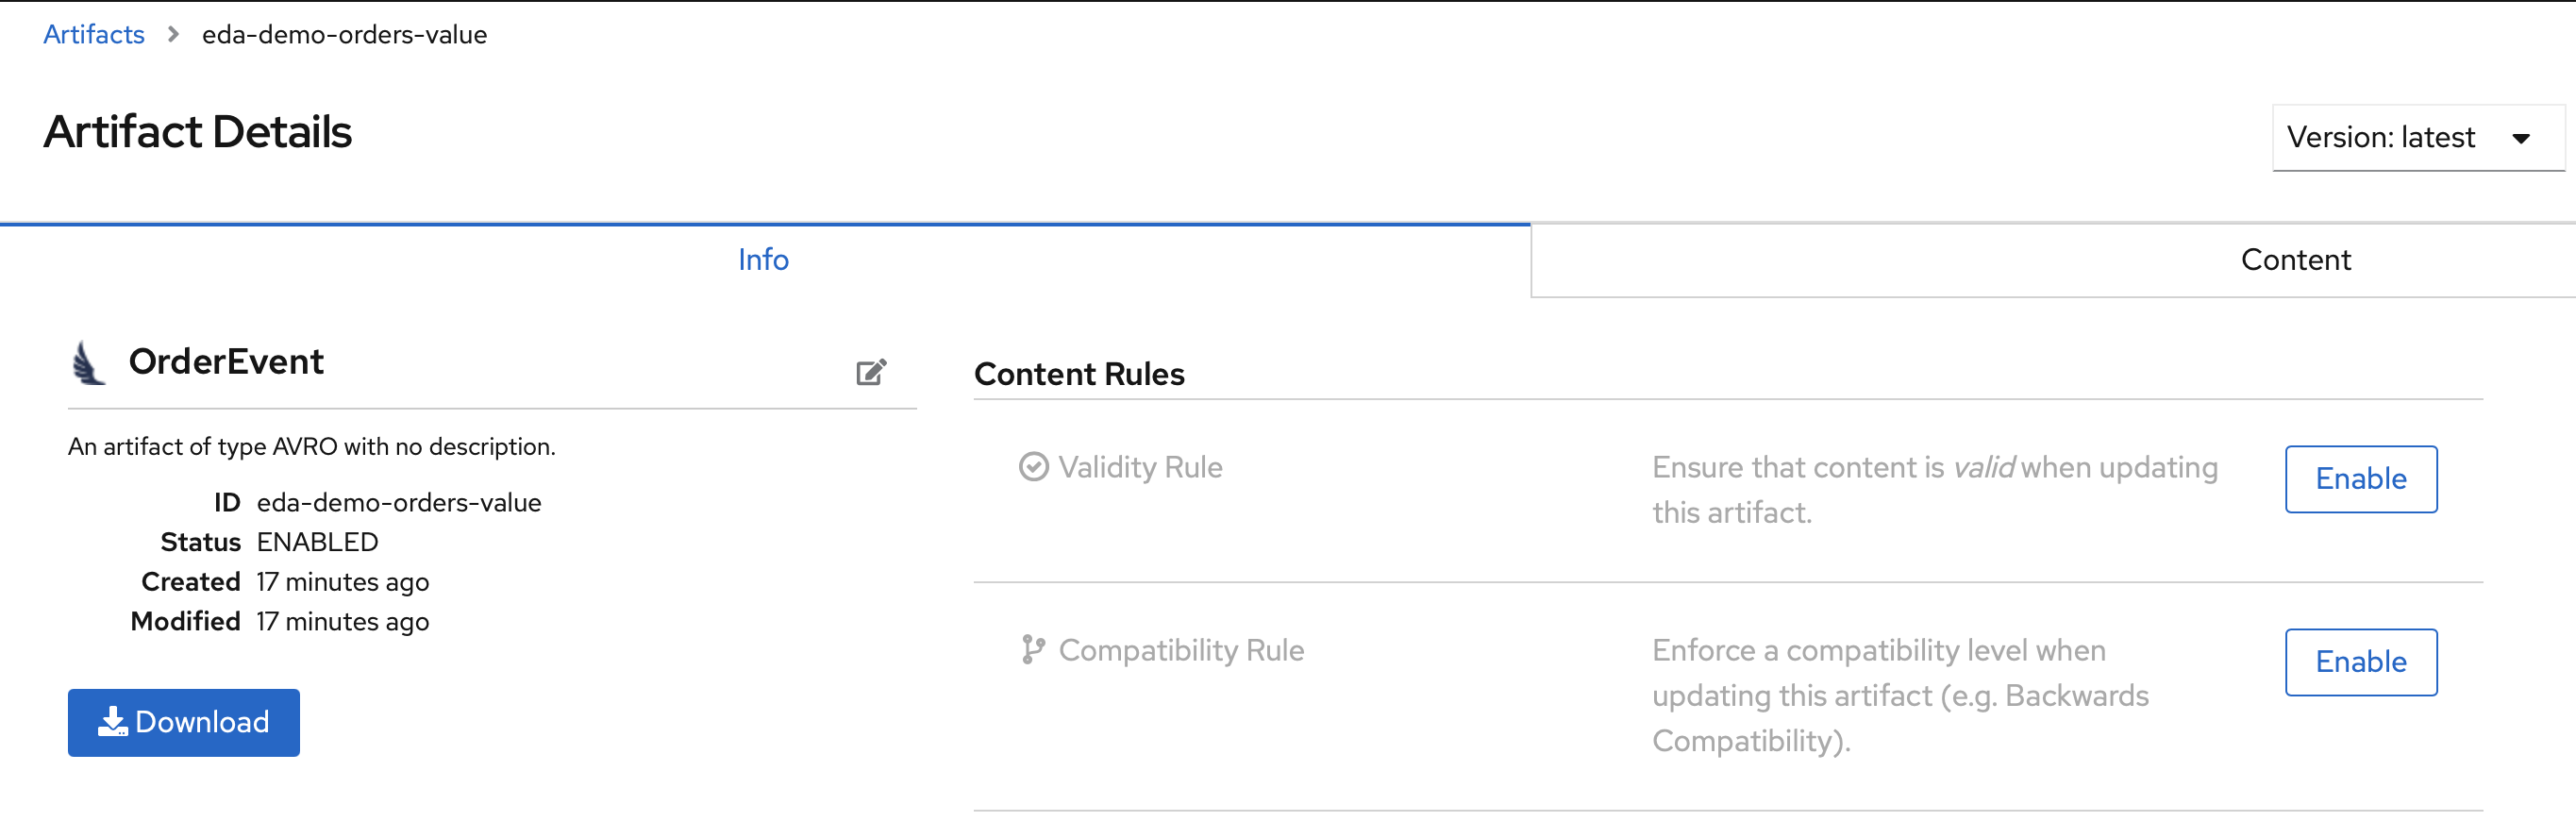 Artifacts > eda-demo-orders-value
Artifact Details
Version: latest
Info
Content
OrderEvent
An artifact of type AVRO with no description.
ID eda-demo-orders-value
Status ENABLED
Created 17 minutes ago
Modified 17 minutes ago
Download
Content Rules
Validity Rule
Ensure that content is valid when updating
this artifact.
Enable
Compatibility Rule
Enforce a compatibility level when
updating this artifact (e.g. Backwards
Compatibility).
Enable